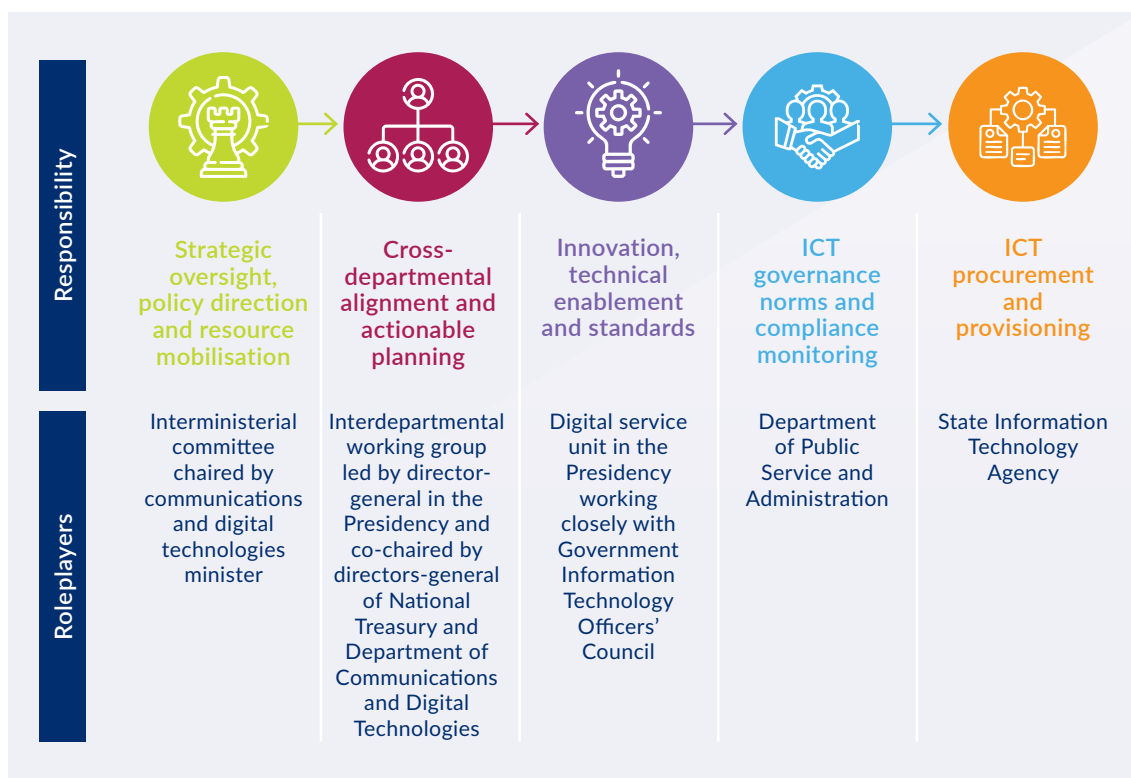 Responsibility
Strategic
oversight,
policy direction
and resource
mobilisation
Cross-
departmental
alignment and
actionable
planning
Innovation,
technical
enablement
and standards
ICT
governance
norms and
compliance
monitoring
ICT
procurement
and
provisioning
Roleplayers
Interministerial
committee
chaired by
communications
and digital
technologies
minister
Interdepartmental
working group
led by director-
general in the
Presidency and
co-chaired by
directors-general
of National
Treasury and
Department of
Communications
and Digital
Technologies
Digital service
unit in the
Presidency
working
closely with
Government
Information
Technology
Officers’
Council
Department
of Public
Service and
Administration
State Information
Technology
Agency